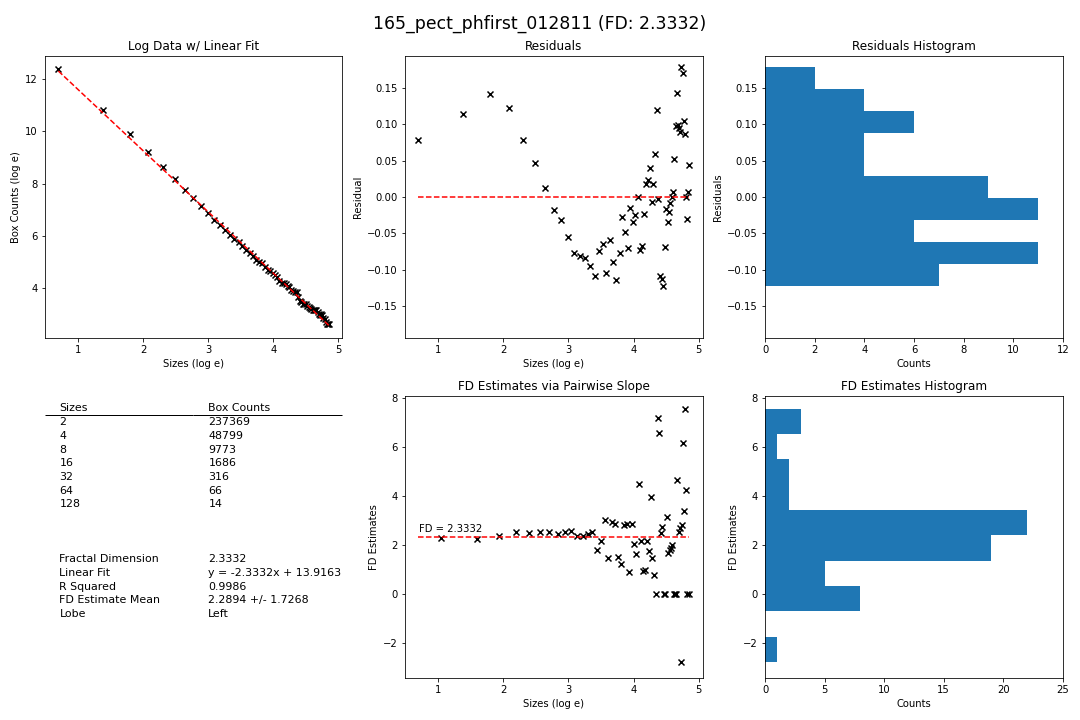 165_pect_phfirst_012811 (FD: 2.3332)
Log Data w/ Linear Fit
Box Counts (log e)
12
10
8
6
4
1
2
3
4
5
Sizes (log e)
Residuals
Residual
0.15
0.10
0.05
0.00
−0.05
−0.10
−0.15
1
2
3
4
5
Sizes (log e)
Residuals Histogram
Residuals
0.15
0.10
0.05
0.00
−0.05
−0.10
−0.15
0
2
4
6
8
10
12
Counts
Sizes Box Counts
2 237369
4 48799
8 9773
16 1686
32 316
64 66
128 14
Fractal Dimension 2.3332
Linear Fit y = -2.3332x + 13.9163
R Squared 0.9986
FD Estimate Mean 2.2894 +/- 1.7268
Lobe Left
FD Estimates via Pairwise Slope
FD Estimates
8
6
4
2
0
−2
FD = 2.3332
1
2
3
4
5
Sizes (log e)
FD Estimates Histogram
FD Estimates
8
6
4
2
0
−2
0
5
10
15
20
25
Counts